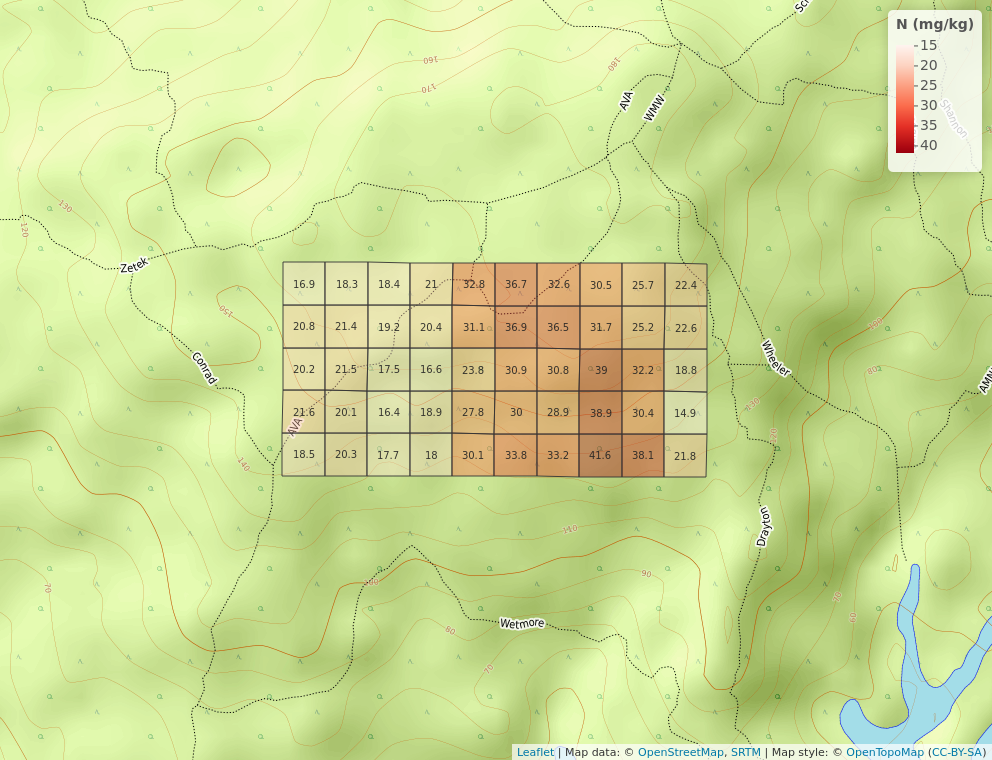 Sc
N (mg/kg)
15
20
25
30
35
40
Shannon
180
160
170
AVA
WMW
130
120
Zetek
150
Conrad
16.9 18.3 18.4 21 32.8 36.7 32.6 30.5 25.7 22.4
20.8 21.4 19.2 20.4 31.1 36.9 36.5 31.7 25.2 22.6
20.2 21.5 17.5 16.6 23.8 30.9 30.8 39 32.2 18.8
21.6 20.1 16.4 18.9 27.8 30 28.9 38.9 30.4 14.9
18.5 20.3 17.7 18 30.1 33.8 33.2 41.6 38.1 21.8
AVA
100
Wheeler
80
AMN
130
120
140
110
Drayton
90
100
70
70
60
Wetmore
80
70
Leaflet | Map data: © OpenStreetMap, SRTM | Map style: © OpenTopoMap (CC-BY-SA)